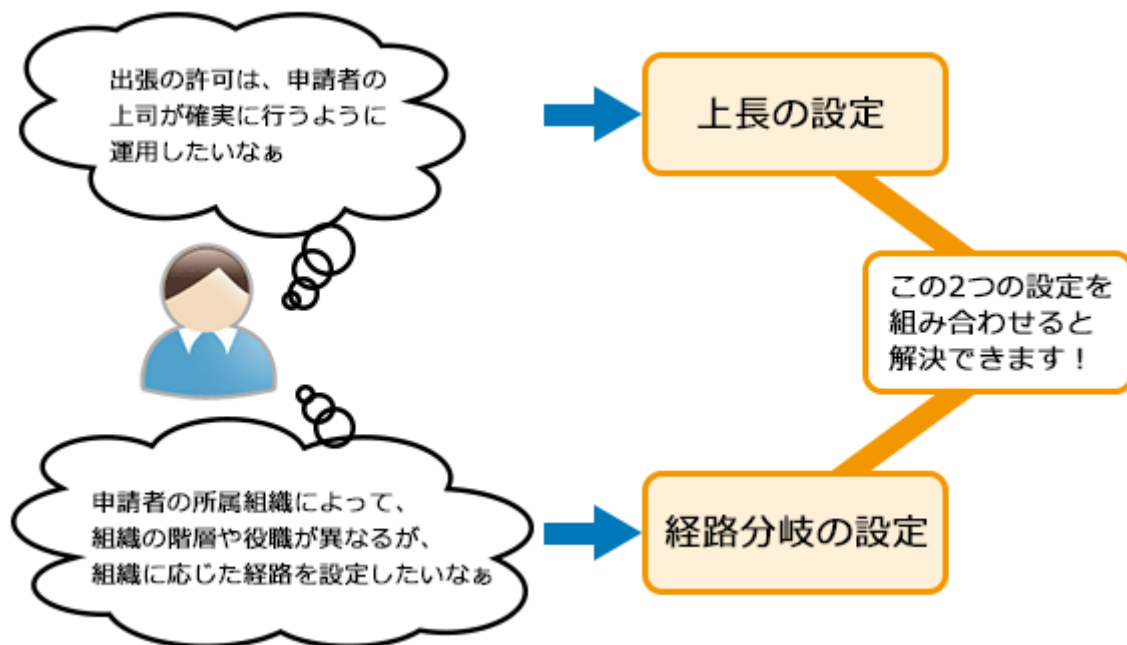 出張の許可は、申請者の
上司が確実に行うように
運用したいなぁ
上長の設定
この2つの設定を
組み合わせると
解決できます！
申請者の所属組織によって、
組織の階層や役職が異なるが、
組織に応じた経路を設定したいなぁ
経路分岐の設定